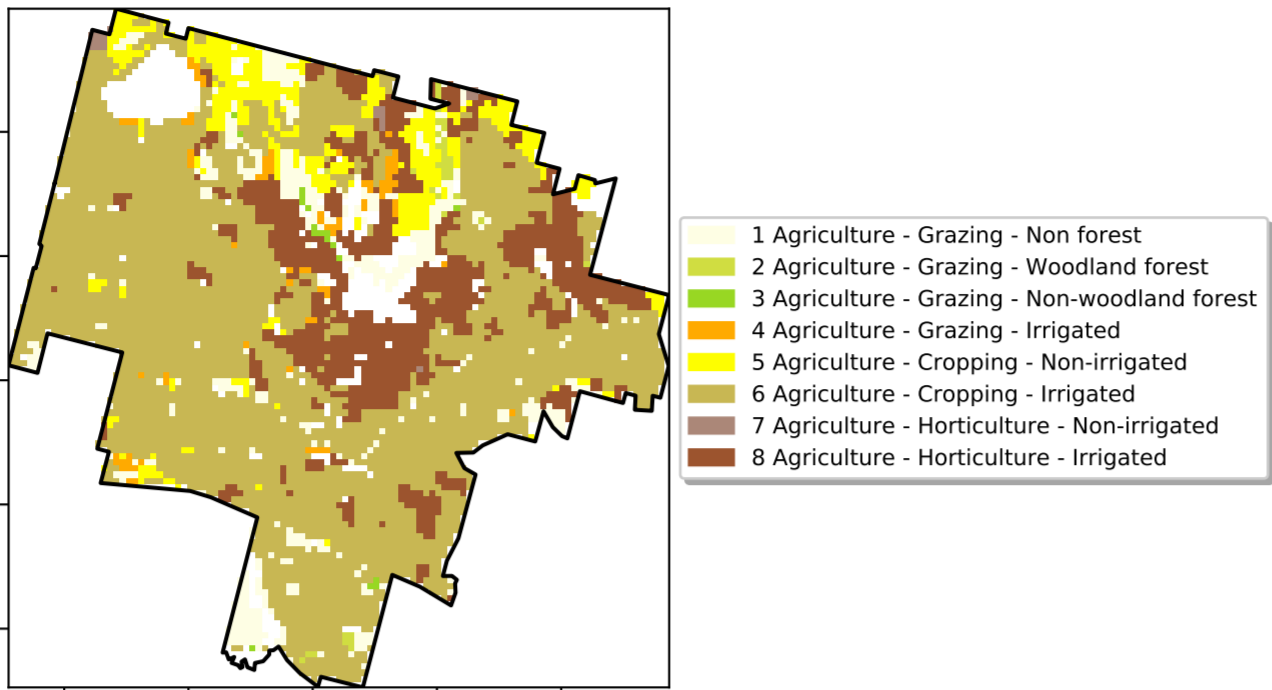 1 Agriculture - Grazing - Non forest
2 Agriculture - Grazing - Woodland forest
3 Agriculture - Grazing - Non-woodland forest
4 Agriculture - Grazing - Irrigated
5 Agriculture - Cropping - Non-irrigated
6 Agriculture - Cropping - Irrigated
7 Agriculture - Horticulture - Non-irrigated
8 Agriculture - Horticulture - Irrigated